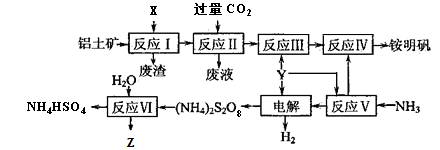 X 过量CO₂
铝土矿 反应Ⅰ 反应Ⅱ 反应Ⅲ 反应Ⅳ 铵明矾
废渣 废液
H₂O Y
NH₄HSO₄ 反应Ⅵ (NH₄)₂S₂O₈ 电解 反应Ⅴ NH₃
Z H₂